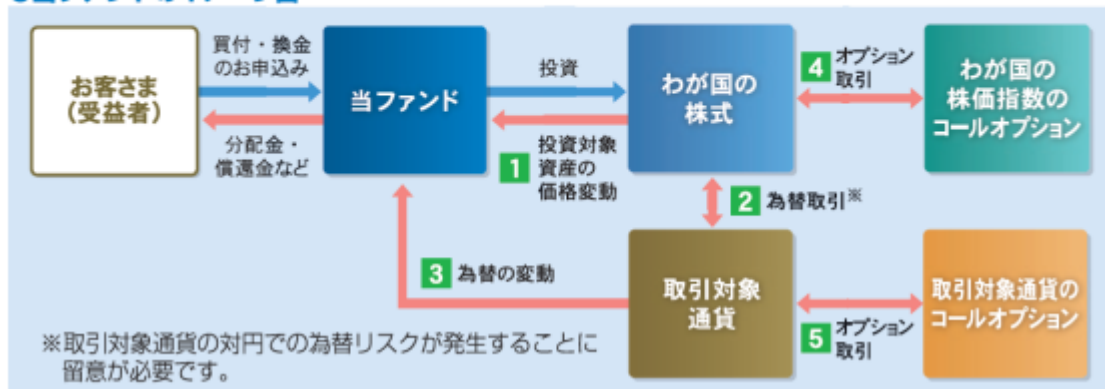 買付・換金
のお申込み
お客さま
(受益者)
分配金・
償還金など
当ファンド
投資
1 投資対象
資産の
価格変動
わが国の
株式
4 オプション
取引
わが国の
株価指数の
コールオプション
2 為替取引※
3 為替の変動
取引対象
通貨
5 オプション
取引
取引対象通貨の
コールオプション
※取引対象通貨の対円での為替リスクが発生することに
留意が必要です。